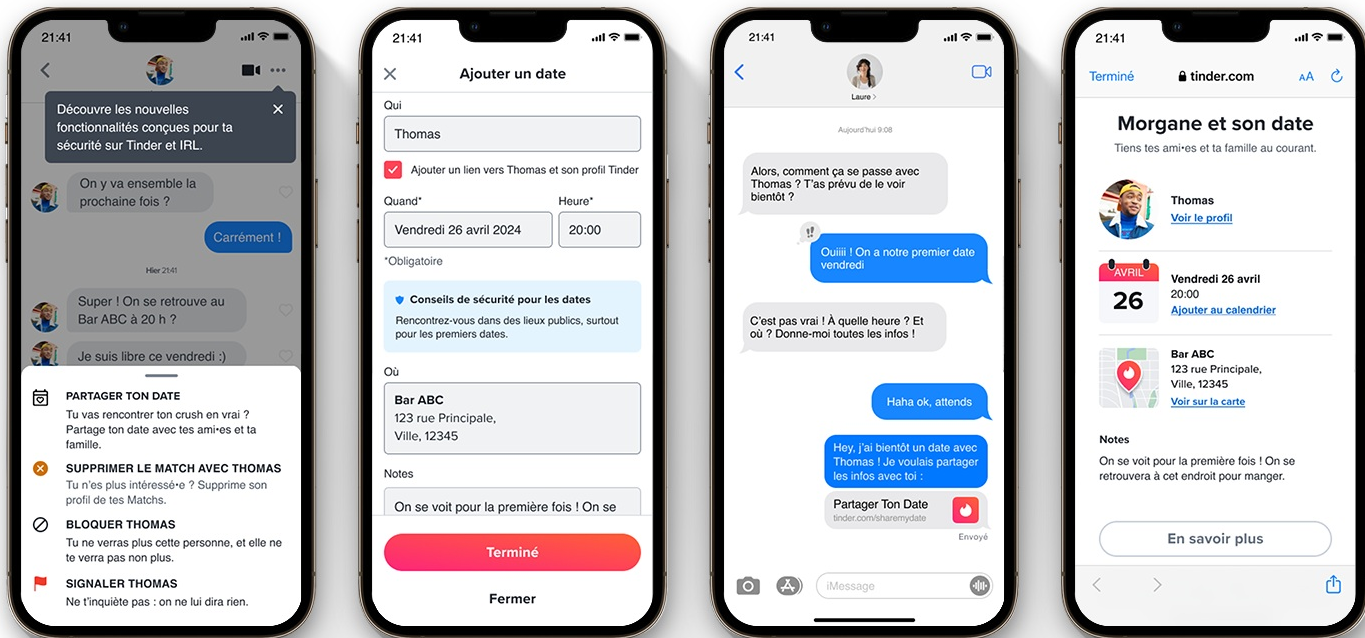 21:41
Découvre les nouvelles
fonctionnalités conçues pour ta
sécurité sur Tinder et IRL.
On y va ensemble la
prochaine fois ?
Carrément !
Hier 21:41
Super ! On se retrouve au
Bar ABC à 20 h ?
Je suis libre ce vendredi :)
PARTAGER TON DATE
Tu vas rencontrer ton crush en vrai ?
Partage ton date avec tes ami•es et ta
famille.
SUPPRIMER LE MATCH AVEC THOMAS
Tu n'es plus intéressé•e ? Supprime son
profil de tes Matchs.
BLOQUER THOMAS
Tu ne verras plus cette personne, et elle ne
te verra pas non plus.
SIGNALER THOMAS
Ne t'inquiète pas : on ne lui dira rien.
21:41
Ajouter un date
Qui
Thomas
Ajouter un lien vers Thomas et son profil Tinder
Quand*
Heure*
Vendredi 26 avril 2024
20:00
*Obligatoire
Conseils de sécurité pour les dates
Rencontrez-vous dans des lieux publics, surtout
pour les premiers dates.
Où
Bar ABC
123 rue Principale,
Ville, 12345
Notes
On se voit pour la première fois ! On se
Terminé
Fermer
21:41
Laure
Aujourd'hui 9:08
Alors, comment ça se passe avec
Thomas ? T'as prévu de le voir
bientôt ?
!!
Ouiiii ! On a notre premier date
vendredi
C'est pas vrai ! À quelle heure ? Et
où ? Donne-moi toutes les infos !
Haha ok, attends
Hey, j'ai bientôt un date avec
Thomas ! Je voulais partager
les infos avec toi :
Partager Ton Date
tinder.com/sharemydate
Envoyé
iMessage
21:41
Terminé
tinder.com
AA
Morgane et son date
Tiens tes ami•es et ta famille au courant.
Thomas
Voir le profil
AVRIL
26
Vendredi 26 avril
20:00
Ajouter au calendrier
Bar ABC
123 rue Principale,
Ville, 12345
Voir sur la carte
Notes
On se voit pour la première fois ! On se
retrouvera à cet endroit pour manger.
En savoir plus